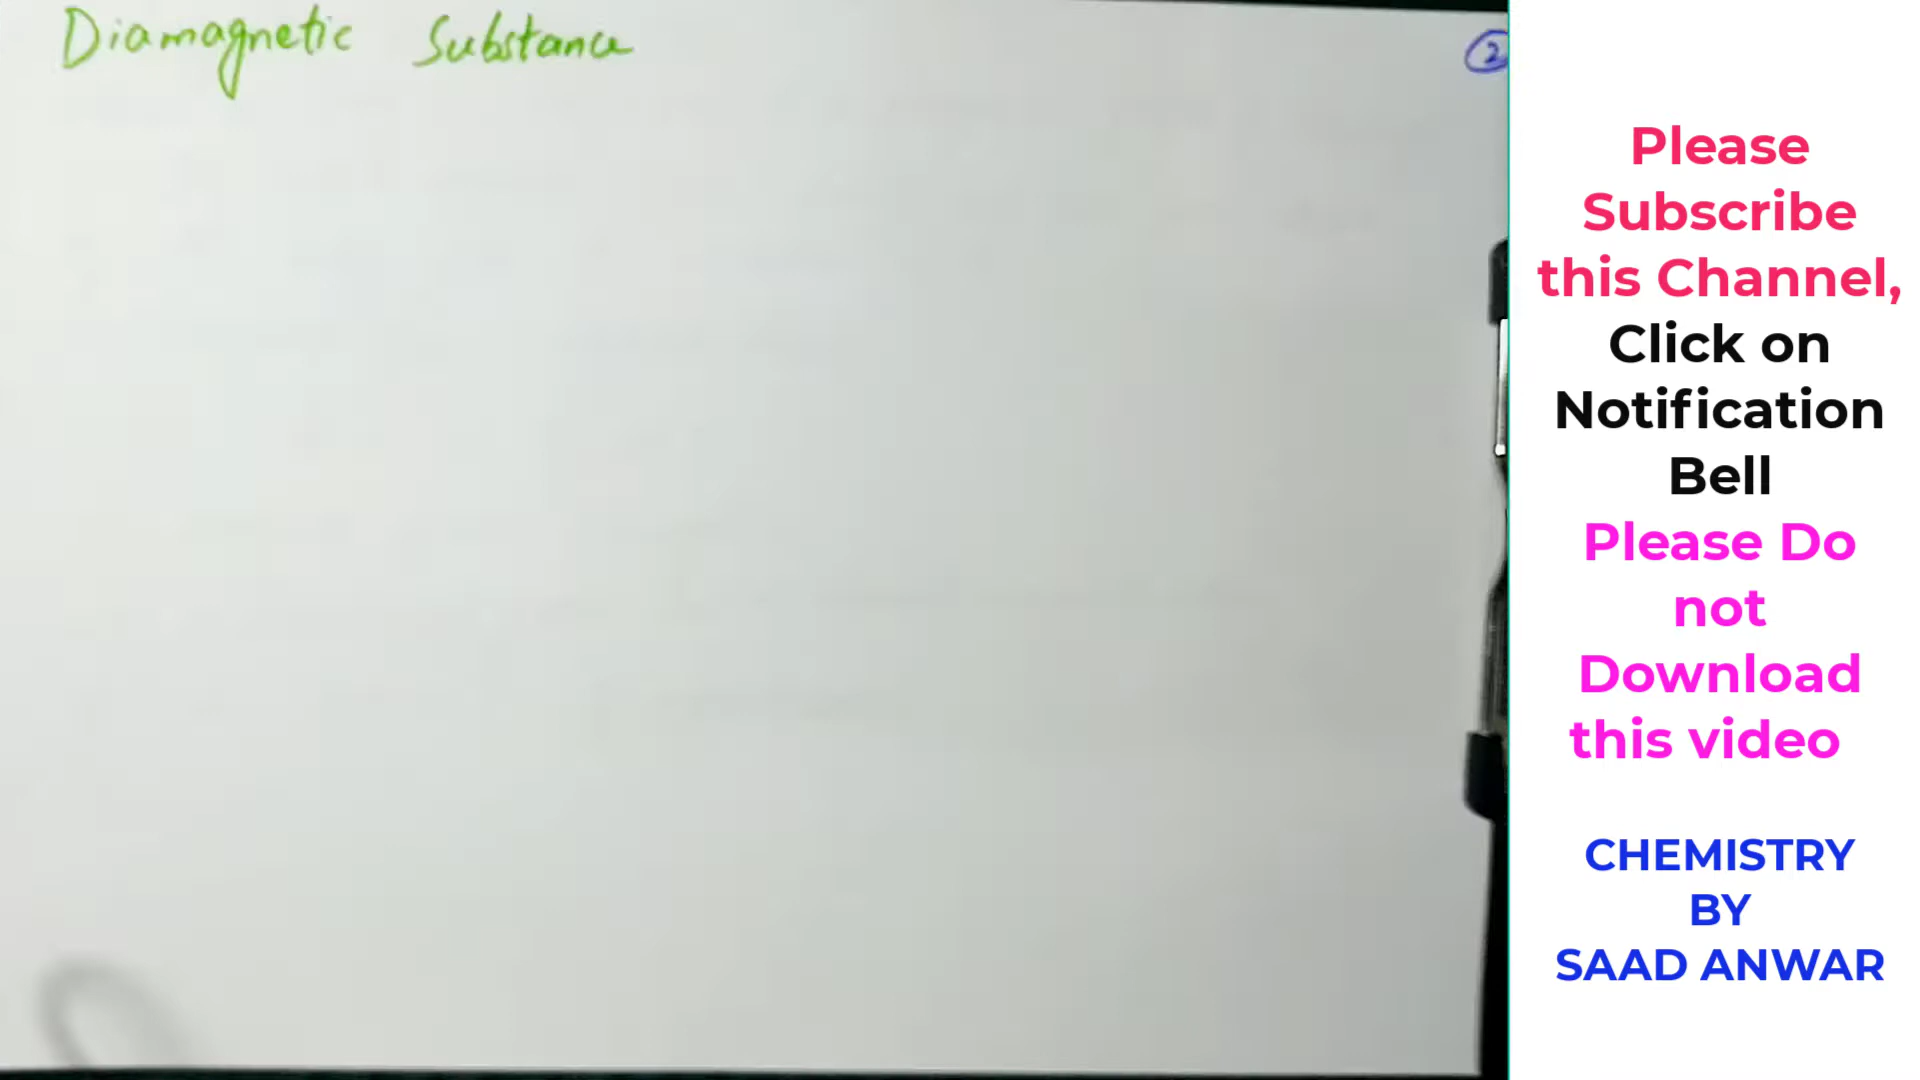 Diamagnetic Substance
2
Please
Subscribe
this Channel,
Click on
Notification
Bell
Please Do
not
Download
this video
CHEMISTRY
BY
SAAD ANWAR